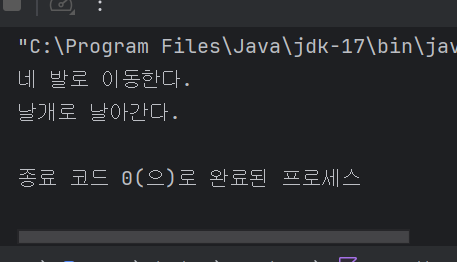 "C:\Program Files\Java\jdk-17\bin\jav
네 발로 이동한다.
날개로 날아간다.
종료 코드 0(으)로 완료된 프로세스